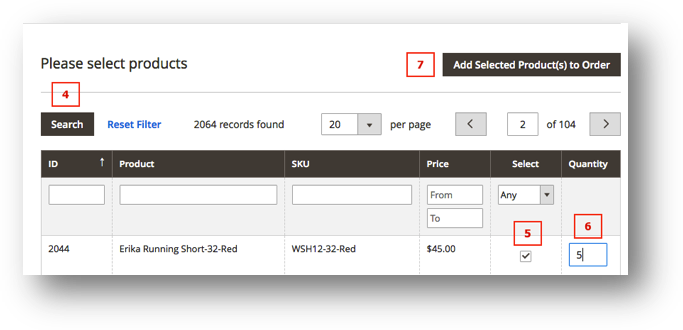 Please select products
7
Add Selected Product(s) to Order
4
Search
Reset Filter
2064 records found
20
per page
2
of 104
ID
Product
SKU
Price
Select
Quantity
From
Any
To
5
6
2044
Erika Running Short-32-Red
WSH12-32-Red
$45.00
5